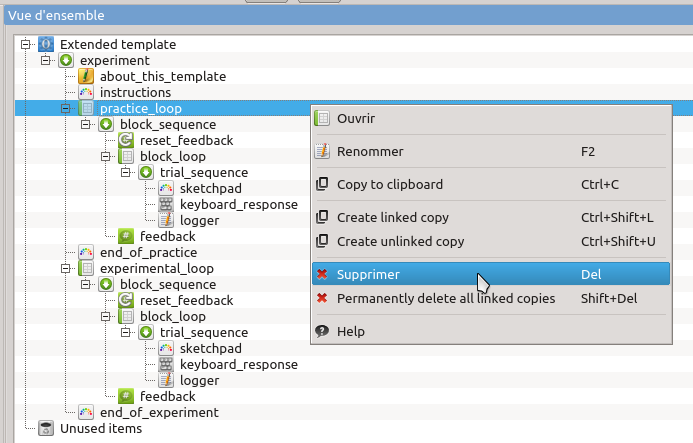 Vue d'ensemble
Extended template
experiment
about_this_template
instructions
practice_loop
block_sequence
reset_feedback
block_loop
trial_sequence
sketchpad
keyboard_response
logger
feedback
end_of_practice
experimental_loop
block_sequence
reset_feedback
block_loop
trial_sequence
sketchpad
keyboard_response
logger
feedback
end_of_experiment
Unused items
Ouvrir
Renommer F2
Copy to clipboard Ctrl+C
Create linked copy Ctrl+Shift+L
Create unlinked copy Ctrl+Shift+U
Supprimer Del
Permanently delete all linked copies Shift+Del
Help